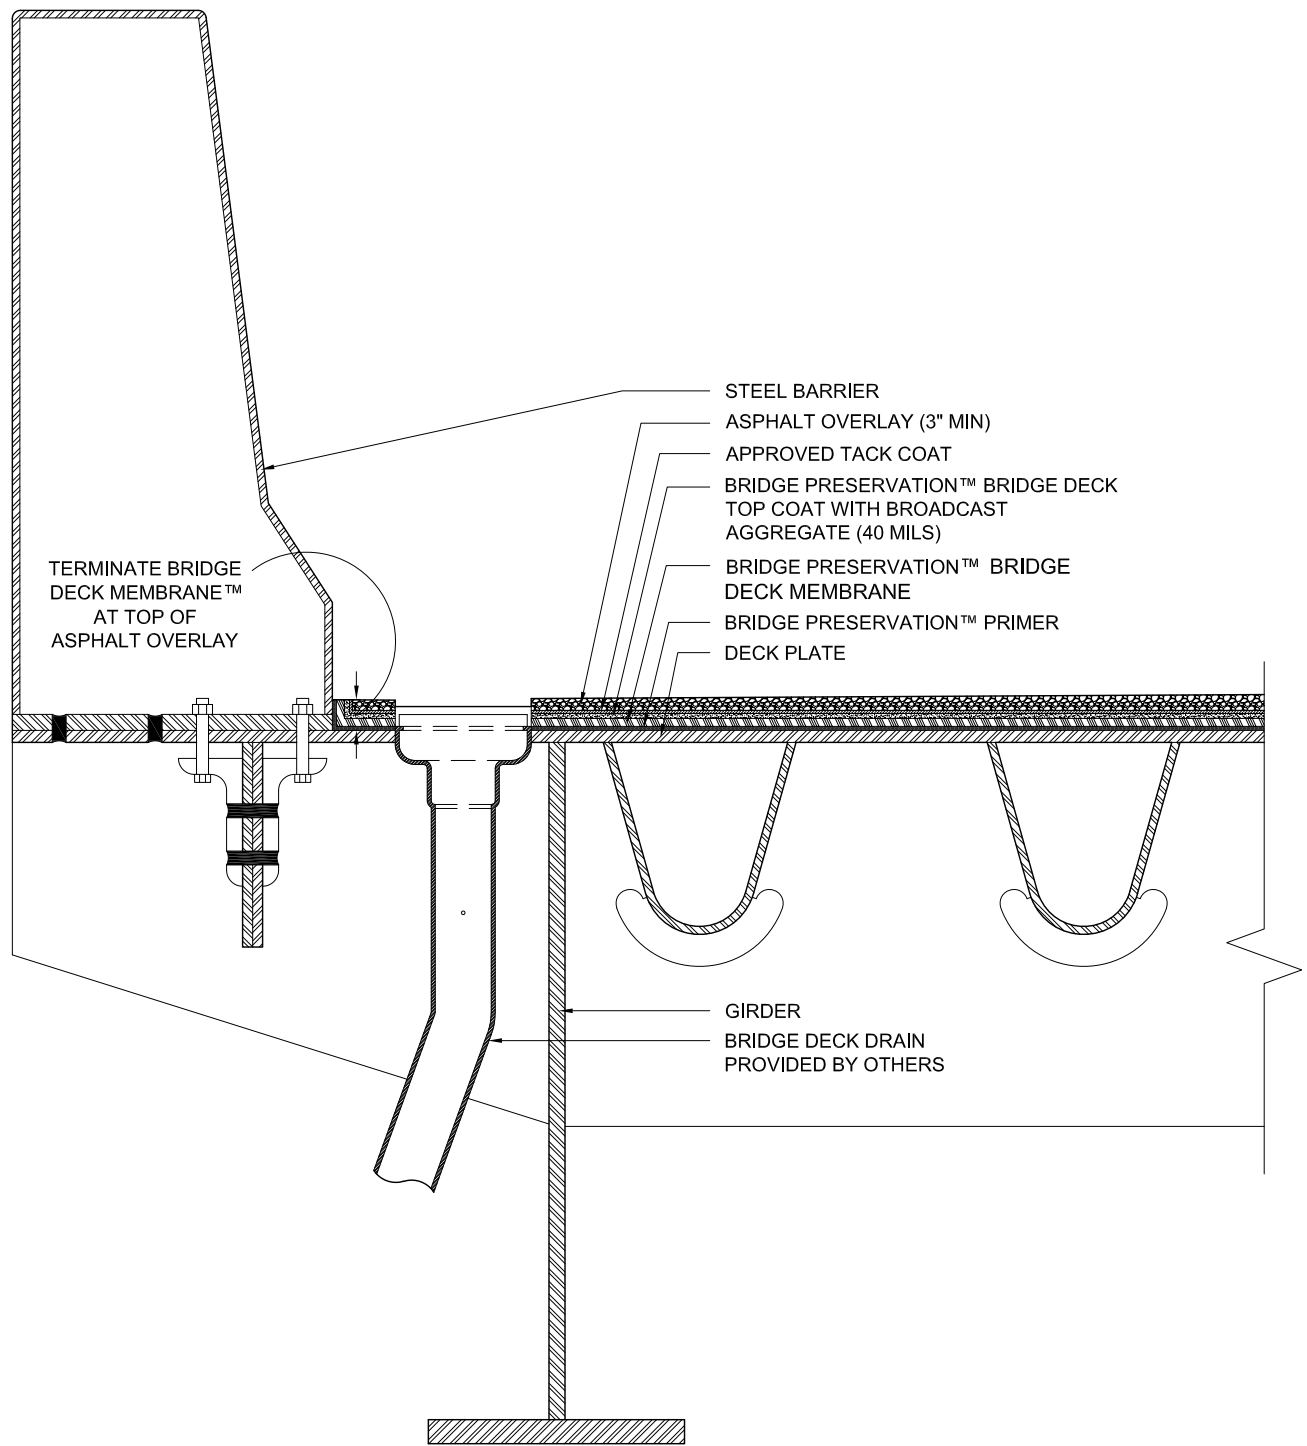 STEEL BARRIER
ASPHALT OVERLAY (3" MIN)
APPROVED TACK COAT
BRIDGE PRESERVATION™ BRIDGE DECK
TOP COAT WITH BROADCAST
AGGREGATE (40 MILS)
BRIDGE PRESERVATION™ BRIDGE
DECK MEMBRANE
BRIDGE PRESERVATION™ PRIMER
DECK PLATE
TERMINATE BRIDGE
DECK MEMBRANE™
AT TOP OF
ASPHALT OVERLAY
GIRDER
BRIDGE DECK DRAIN
PROVIDED BY OTHERS